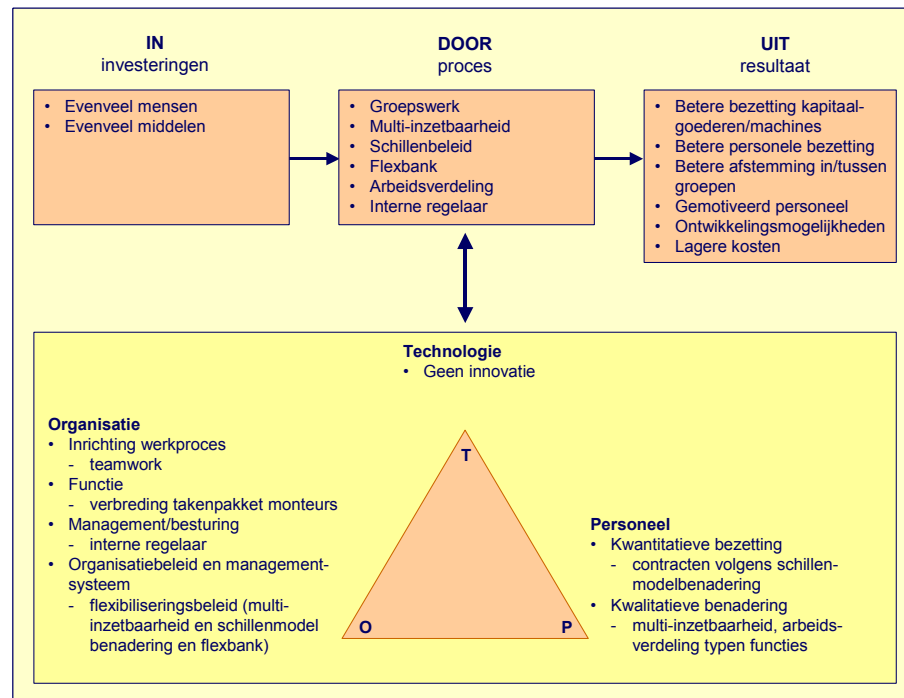 IN
investeringen
DOOR
proces
UIT
resultaat
• Evenveel mensen
• Evenveel middelen
• Groepswerk
• Multi-inzetbaarheid
• Schillenbeleid
• Flexbank
• Arbeidsverdeling
• Interne regelaar
• Betere bezetting kapitaal-
goederen/machines
• Betere personele bezetting
• Betere afstemming in/tussen
groepen
• Gemotiveerd personeel
• Ontwikkelingsmogelijkheden
• Lagere kosten
Technologie
• Geen innovatie
Organisatie
• Inrichting werkproces
- teamwork
• Functie
- verbreding takenpakket monteurs
• Management/besturing
- interne regelaar
• Organisatiebeleid en management-
systeem
- flexibiliseringsbeleid (multi-
inzetbaarheid en schillenmodel
benadering en flexbank)
T
O
P
Personeel
• Kwantitatieve bezetting
- contracten volgens schillen-
modelbenadering
• Kwalitatieve benadering
- multi-inzetbaarheid, arbeids-
verdeling typen functies